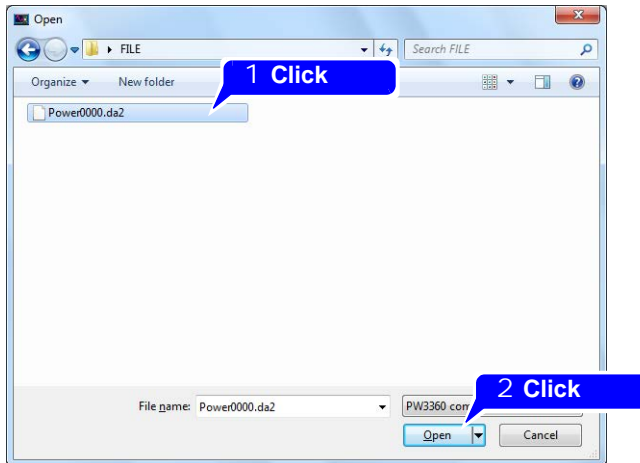 Open
FILE
Search FILE
Organize
New folder
1 Click
Power0000.da2
2 Click
File name: Power0000.da2
PW3360
Open
Cancel